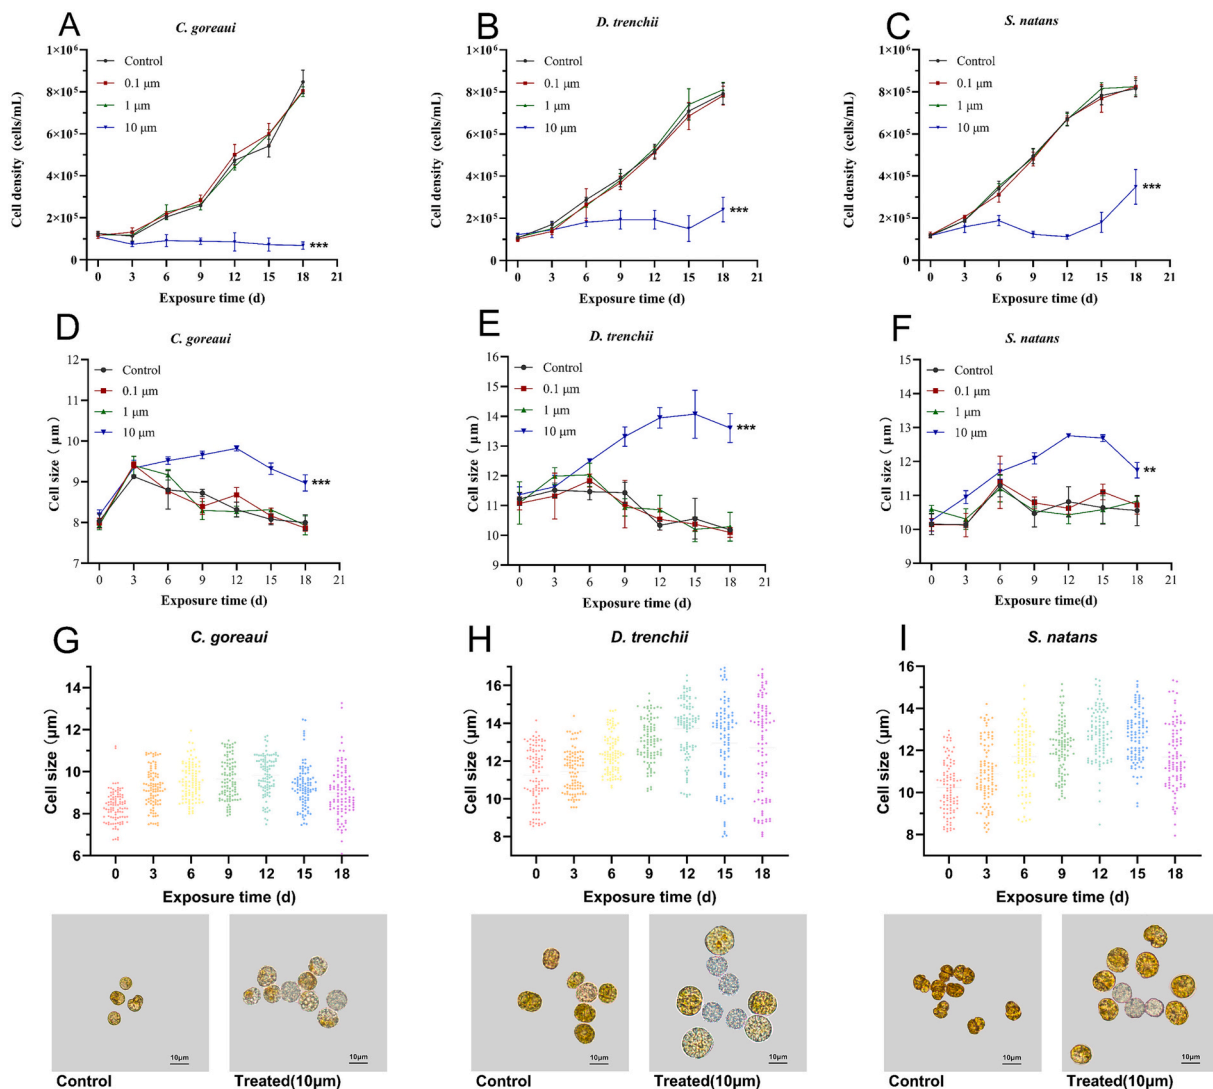 A
C. goreaui
Control
0.1 μm
1 μm
10 μm
Cell density (cells/mL)
1×10⁶
8×10⁵
6×10⁵
4×10⁵
2×10⁵
0
***
0 3 6 9 12 15 18 21
Exposure time (d)
B
D. trenchii
Control
0.1 μm
1 μm
10 μm
Cell density (cells/mL)
1×10⁶
8×10⁵
6×10⁵
4×10⁵
2×10⁵
0
***
0 3 6 9 12 15 18 21
Exposure time (d)
C
S. natans
Control
0.1 μm
1 μm
10 μm
Cell density (cells/mL)
1×10⁶
8×10⁵
6×10⁵
4×10⁵
2×10⁵
0
***
0 3 6 9 12 15 18 21
Exposure time (d)
D
C. goreaui
Control
0.1 μm
1 μm
10 μm
Cell size (μm)
12
11
10
9
8
7
***
0 3 6 9 12 15 18 21
Exposure time (d)
E
D. trenchii
Control
0.1 μm
1 μm
10 μm
Cell size (μm)
16
15
14
13
12
11
10
9
***
0 3 6 9 12 15 18 21
Exposure time (d)
F
S. natans
Control
0.1 μm
1 μm
10 μm
Cell size (μm)
15
14
13
12
11
10
9
**
0 3 6 9 12 15 18 21
Exposure time(d)
G
C. goreaui
Cell size (μm)
14
12
10
8
6
0 3 6 9 12 15 18
Exposure time (d)
H
D. trenchii
Cell size (μm)
16
14
12
10
8
0 3 6 9 12 15 18
Exposure time (d)
I
S. natans
Cell size (μm)
16
14
12
10
8
0 3 6 9 12 15 18
Exposure time (d)
10μm
Control
10μm
Treated(10μm)
10μm
Control
10μm
Treated(10μm)
10μm
Control
10μm
Treated(10μm)